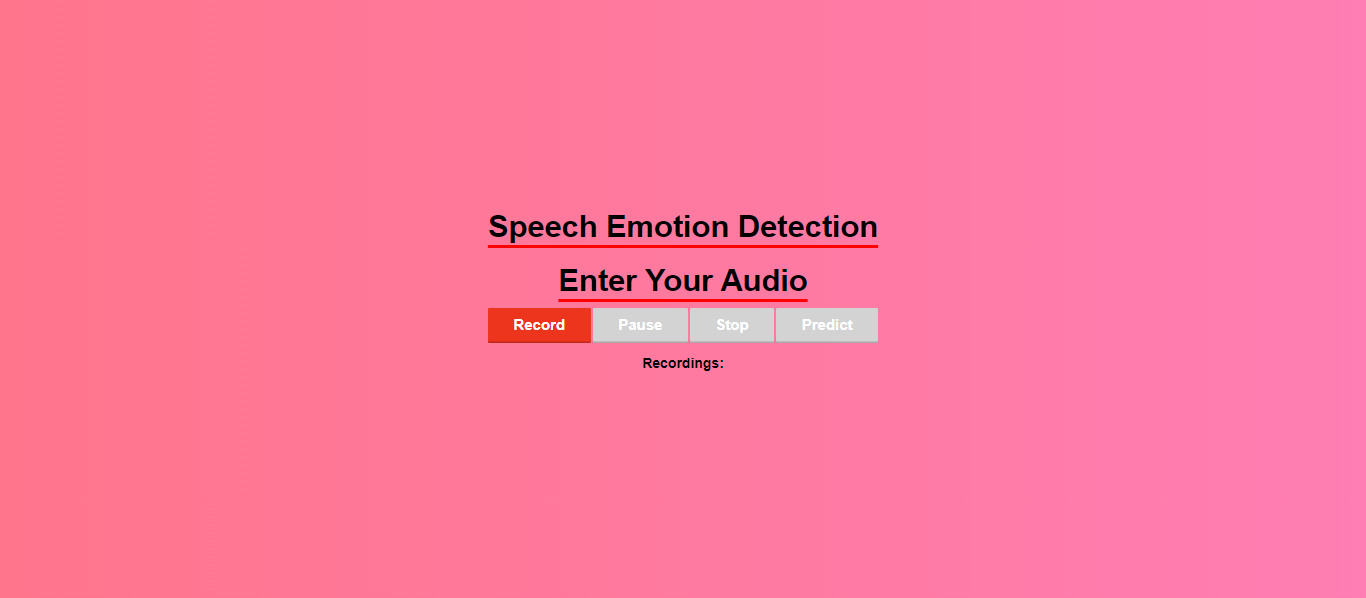 Speech Emotion Detection
Enter Your Audio
Record Pause Stop Predict
Recordings: